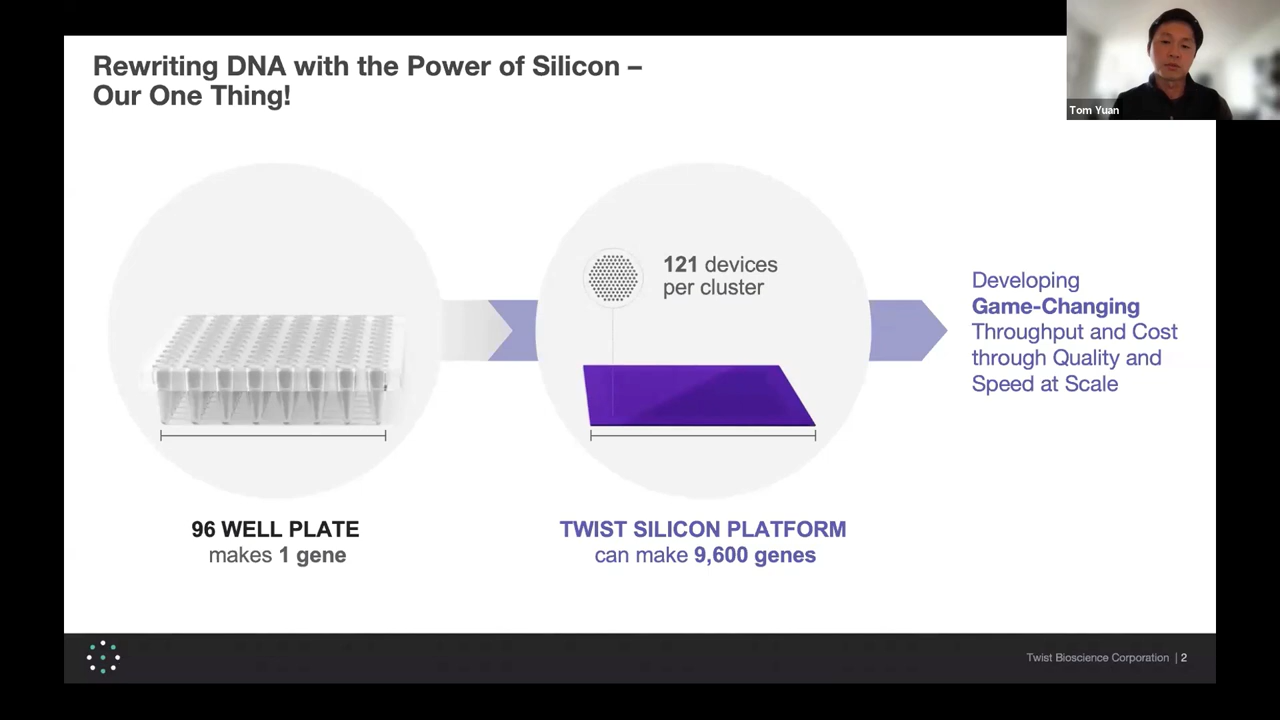 Rewriting DNA with the Power of Silicon –
Our One Thing!
Tom Yuan
121 devices
per cluster
Developing
Game-Changing
Throughput and Cost
through Quality and
Speed at Scale
96 WELL PLATE
makes 1 gene
TWIST SILICON PLATFORM
can make 9,600 genes
Twist Bioscience Corporation | 2